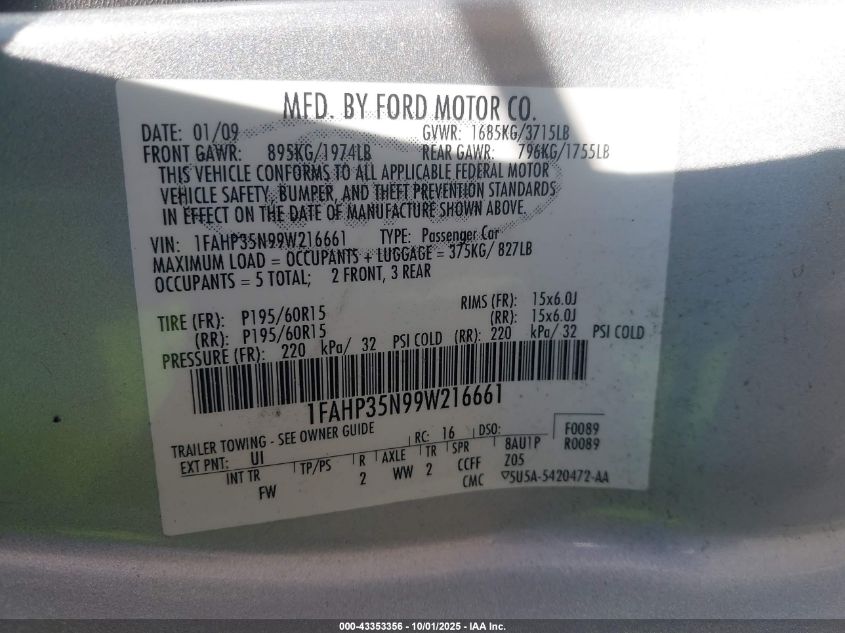 MFD. BY FORD MOTOR CO.
DATE: 01/09 GVWR: 1685KG/3715LB
FRONT GAWR: 895KG/1974LB REAR GAWR: 796KG/1755LB
THIS VEHICLE CONFORMS TO ALL APPLICABLE FEDERAL MOTOR
VEHICLE SAFETY, BUMPER, AND THEFT PREVENTION STANDARDS
IN EFFECT ON THE DATE OF MANUFACTURE SHOWN ABOVE.
VIN: 1FAHP35N99W216661 TYPE: Passenger Car
MAXIMUM LOAD = OCCUPANTS + LUGGAGE = 375KG/ 827LB
OCCUPANTS = 5 TOTAL; 2 FRONT, 3 REAR
TIRE (FR): P195/60R15 RIMS (FR): 15x6.0J
(RR): P195/60R15 (RR): 15x6.0J
PRESSURE (FR): 220 kPa/ 32 PSI COLD (RR): 220 kPa/ 32 PSI COLD
1FAHP35N99W216661
TRAILER TOWING - SEE OWNER GUIDE RC: 16 DSO: F0089
EXT PNT: UI R AXLE TR SPR 8AU1P R0089
INT TR TP/PS 2 WW 2 CCFF Z05
FW CMC ▽5U5A-5420472-AA
000-43353356 - 10/01/2025 - IAA Inc.